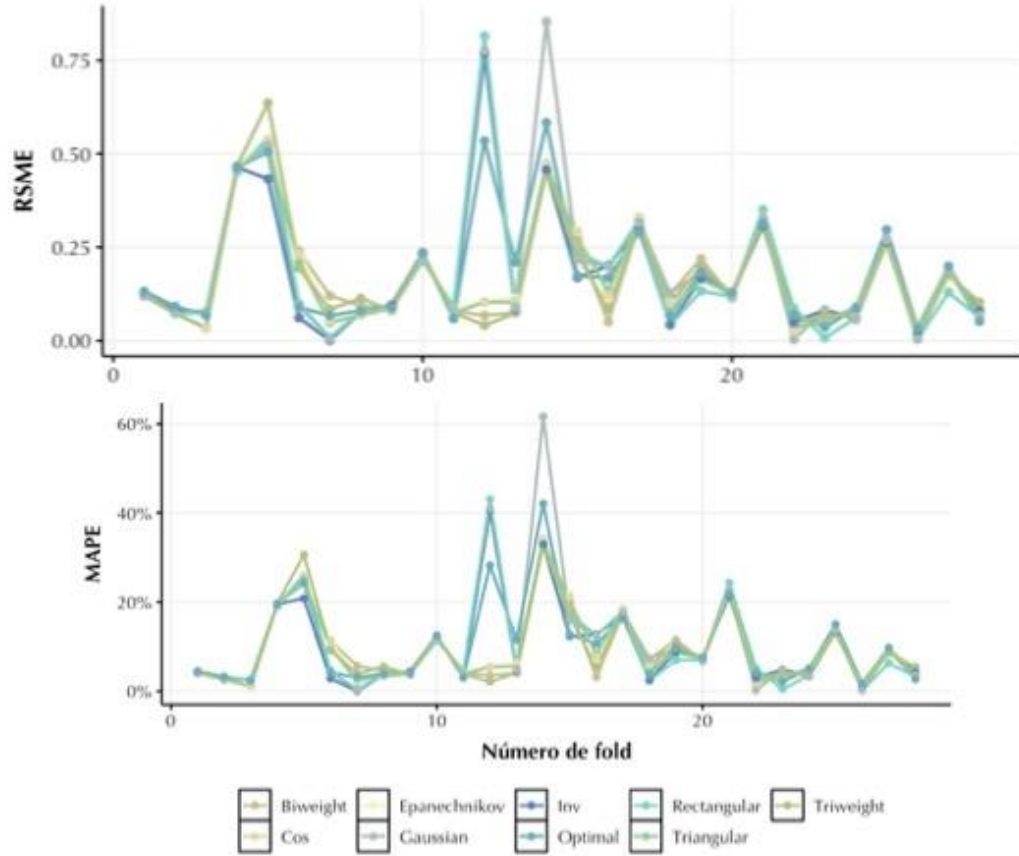 0.75
0.50
0.25
0.00
RSME
0 10 20
60%
40%
20%
0%
MAPE
0 10 20
Número de fold
Biweight Epanechnikov Inv Rectangular Triweight
Cos Gaussian Optimal Triangular